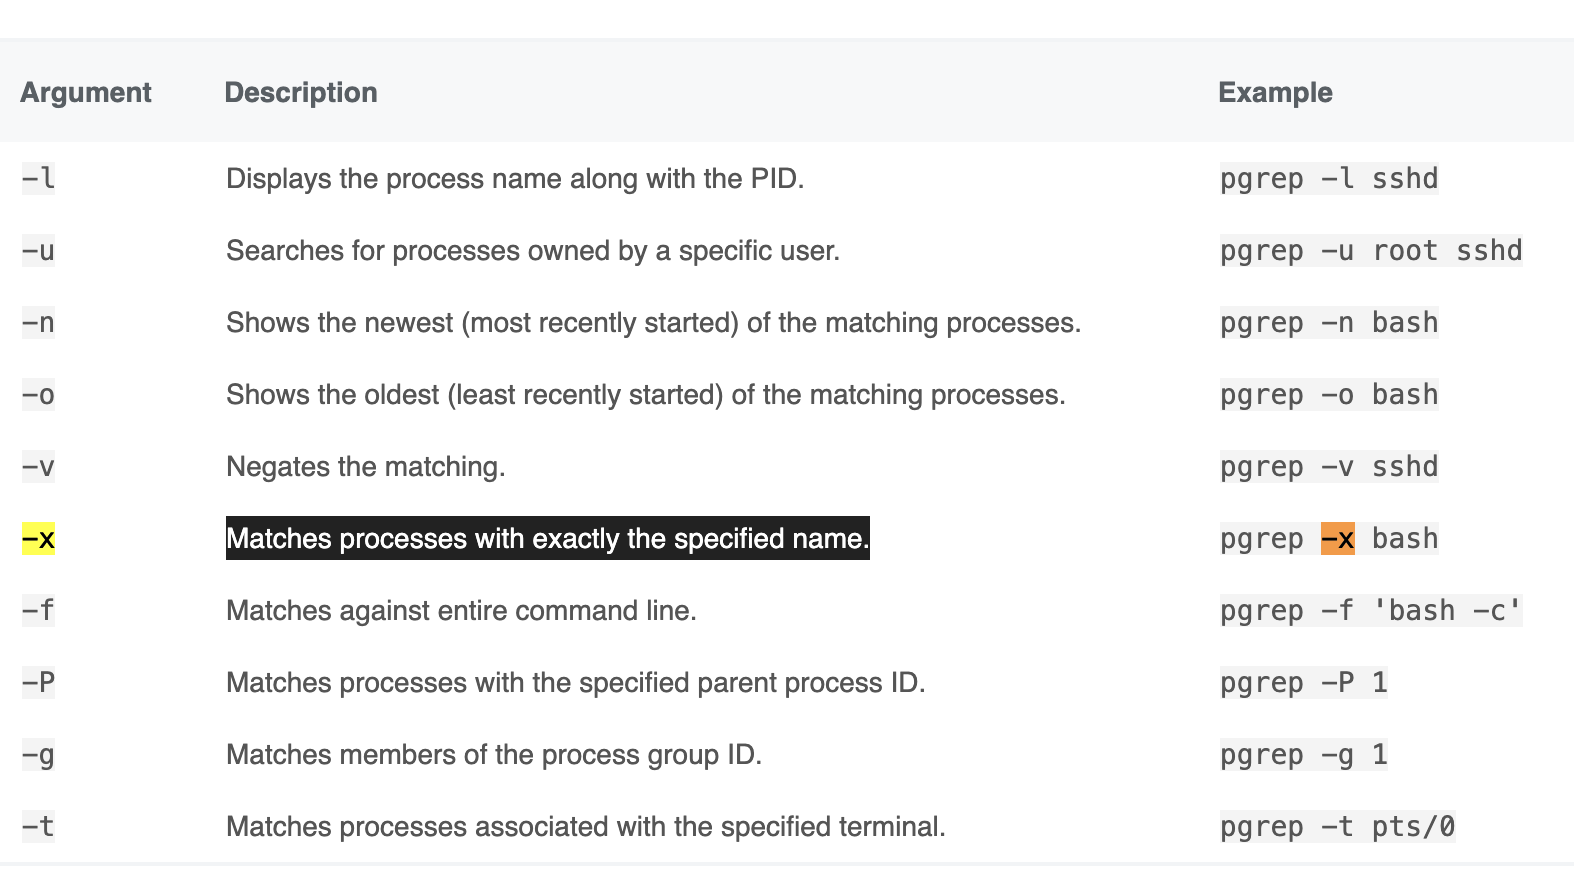 Argument Description Example
-l Displays the process name along with the PID. pgrep -l sshd
-u Searches for processes owned by a specific user. pgrep -u root sshd
-n Shows the newest (most recently started) of the matching processes. pgrep -n bash
-o Shows the oldest (least recently started) of the matching processes. pgrep -o bash
-v Negates the matching. pgrep -v sshd
-x Matches processes with exactly the specified name. pgrep -x bash
-f Matches against entire command line. pgrep -f 'bash -c'
-P Matches processes with the specified parent process ID. pgrep -P 1
-g Matches members of the process group ID. pgrep -g 1
-t Matches processes associated with the specified terminal. pgrep -t pts/0